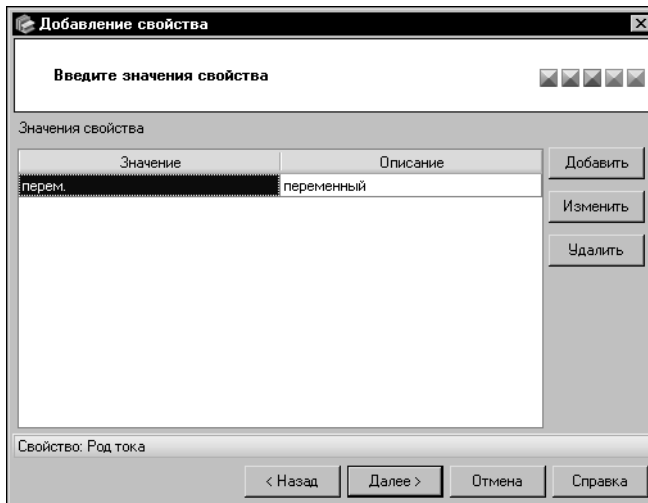 Добавление свойства
Введите значения свойства
Значения свойства
Значение Описание Добавить
перем. переменный
Изменить
Удалить
Свойство: Род тока
< Назад Далее > Отмена Справка